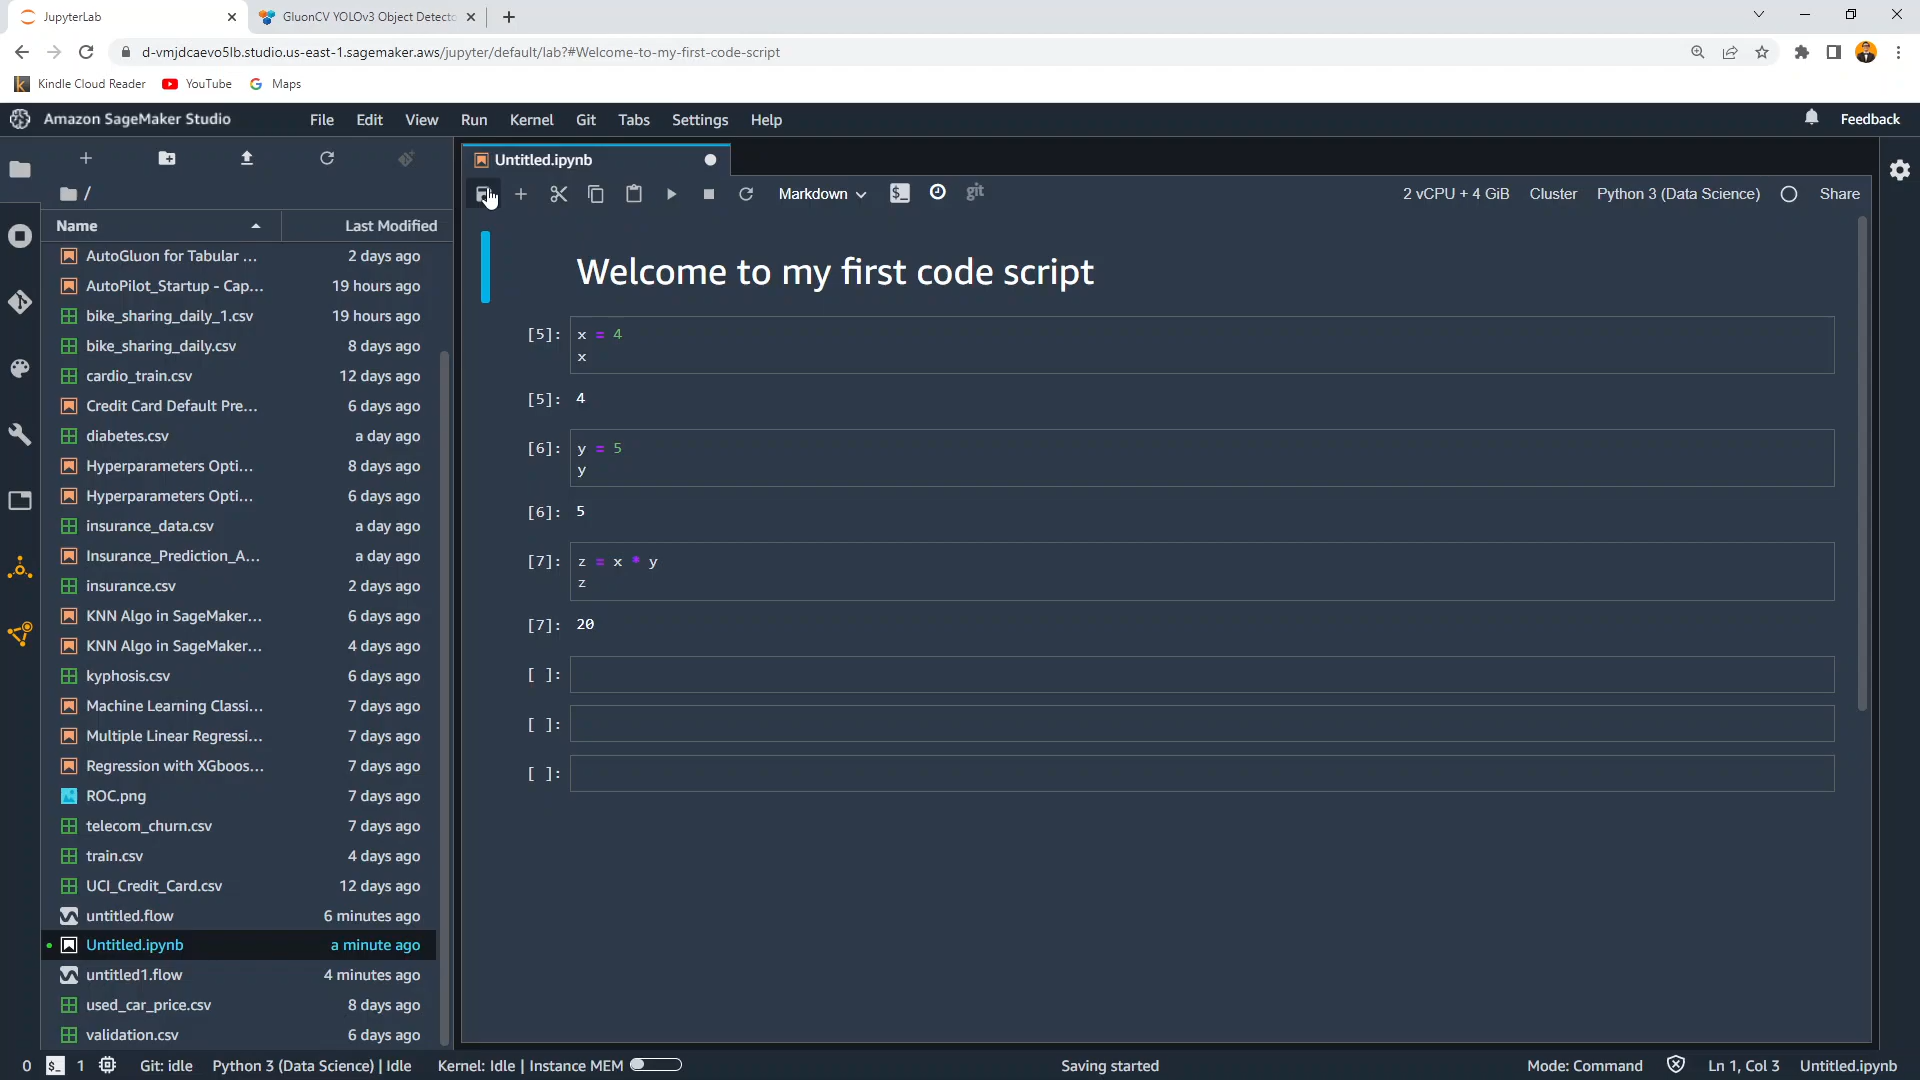 JupyterLab
GluonCV YOLOv3 Object Detecto
d-vmjdcaevo5lb.studio.us-east-1.sagemaker.aws/jupyter/default/lab?#Welcome-to-my-first-code-script
Kindle Cloud Reader YouTube Maps
Amazon SageMaker Studio File Edit View Run Kernel Git Tabs Settings Help Feedback
Untitled.ipynb
/
Markdown git 2 vCPU + 4 GiB Cluster Python 3 (Data Science) Share
Name Last Modified
AutoGluon for Tabular ... 2 days ago
AutoPilot_Startup - Cap... 19 hours ago
bike_sharing_daily_1.csv 19 hours ago
bike_sharing_daily.csv 8 days ago
cardio_train.csv 12 days ago
Credit Card Default Pre... 6 days ago
diabetes.csv a day ago
Hyperparameters Opti... 8 days ago
Hyperparameters Opti... 6 days ago
insurance_data.csv a day ago
Insurance_Prediction_A... a day ago
insurance.csv 2 days ago
KNN Algo in SageMaker... 6 days ago
KNN Algo in SageMaker... 4 days ago
kyphosis.csv 6 days ago
Machine Learning Classi... 7 days ago
Multiple Linear Regressi... 7 days ago
Regression with XGboos... 7 days ago
ROC.png 7 days ago
telecom_churn.csv 7 days ago
train.csv 4 days ago
UCI_Credit_Card.csv 12 days ago
untitled.flow 6 minutes ago
Untitled.ipynb a minute ago
untitled1.flow 4 minutes ago
used_car_price.csv 8 days ago
validation.csv 6 days ago
Welcome to my first code script
[5]: x = 4
x
[5]: 4
[6]: y = 5
y
[6]: 5
[7]: z = x * y
z
[7]: 20
[ ]:
[ ]:
[ ]:
0 $_ 1 Git: idle Python 3 (Data Science) | Idle Kernel: Idle | Instance MEM Saving started Mode: Command Ln 1, Col 3 Untitled.ipynb